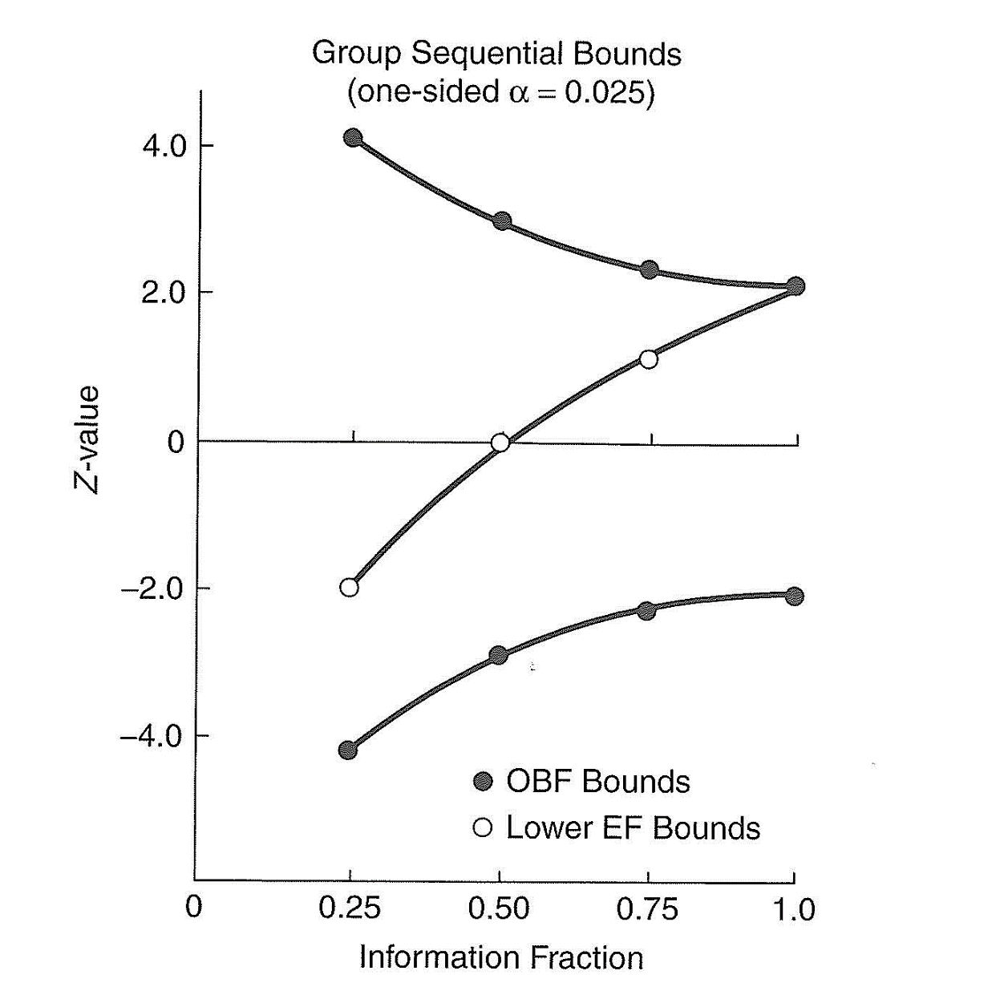 Group Sequential Bounds
(one-sided α = 0.025)
4.0
2.0
0
−2.0
−4.0
Z-value
OBF Bounds
Lower EF Bounds
0
0.25
0.50
0.75
1.0
Information Fraction